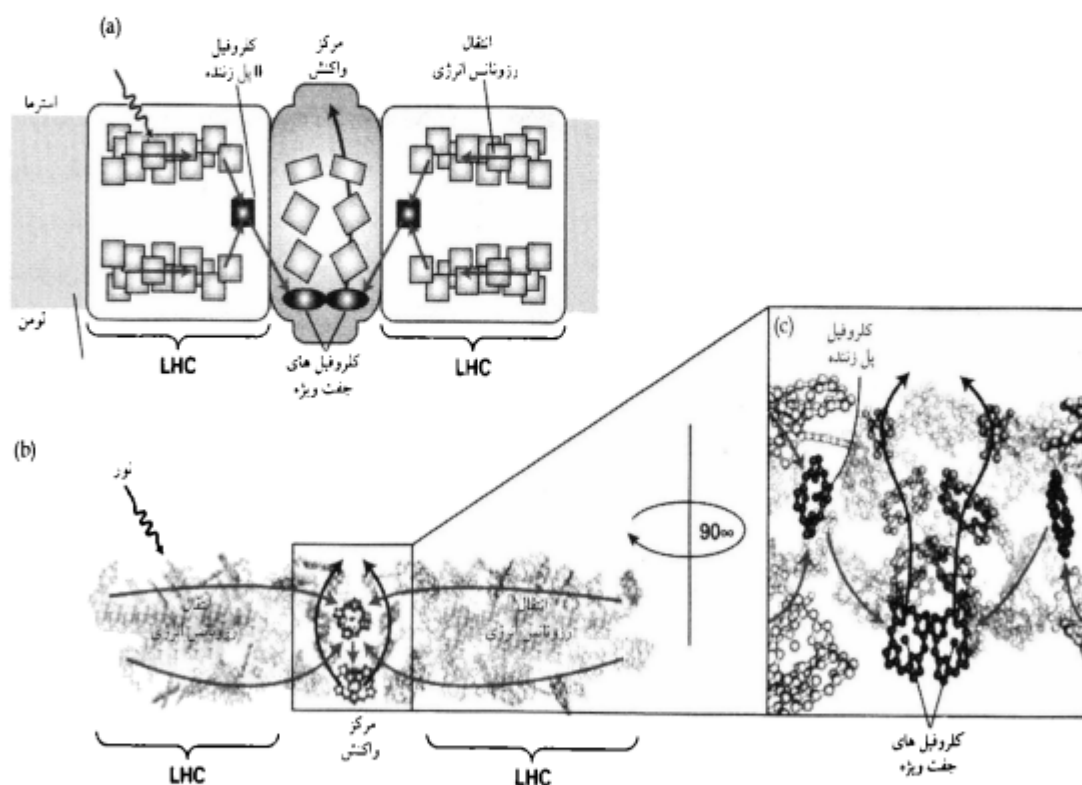 (a)
کلروفیل
پل زننده II
مرکز
واکنش
انتقال
رزونانس انرژی
استرما
لومن
LHC
کلروفیل های
جفت ویژه
LHC
(b)
نور
انتقال
رزونانس انرژی
انتقال
رزونانس انرژی
LHC
مرکز
واکنش
LHC
90∞
(c)
کلروفیل
پل زننده
کلروفیل های
جفت ویژه